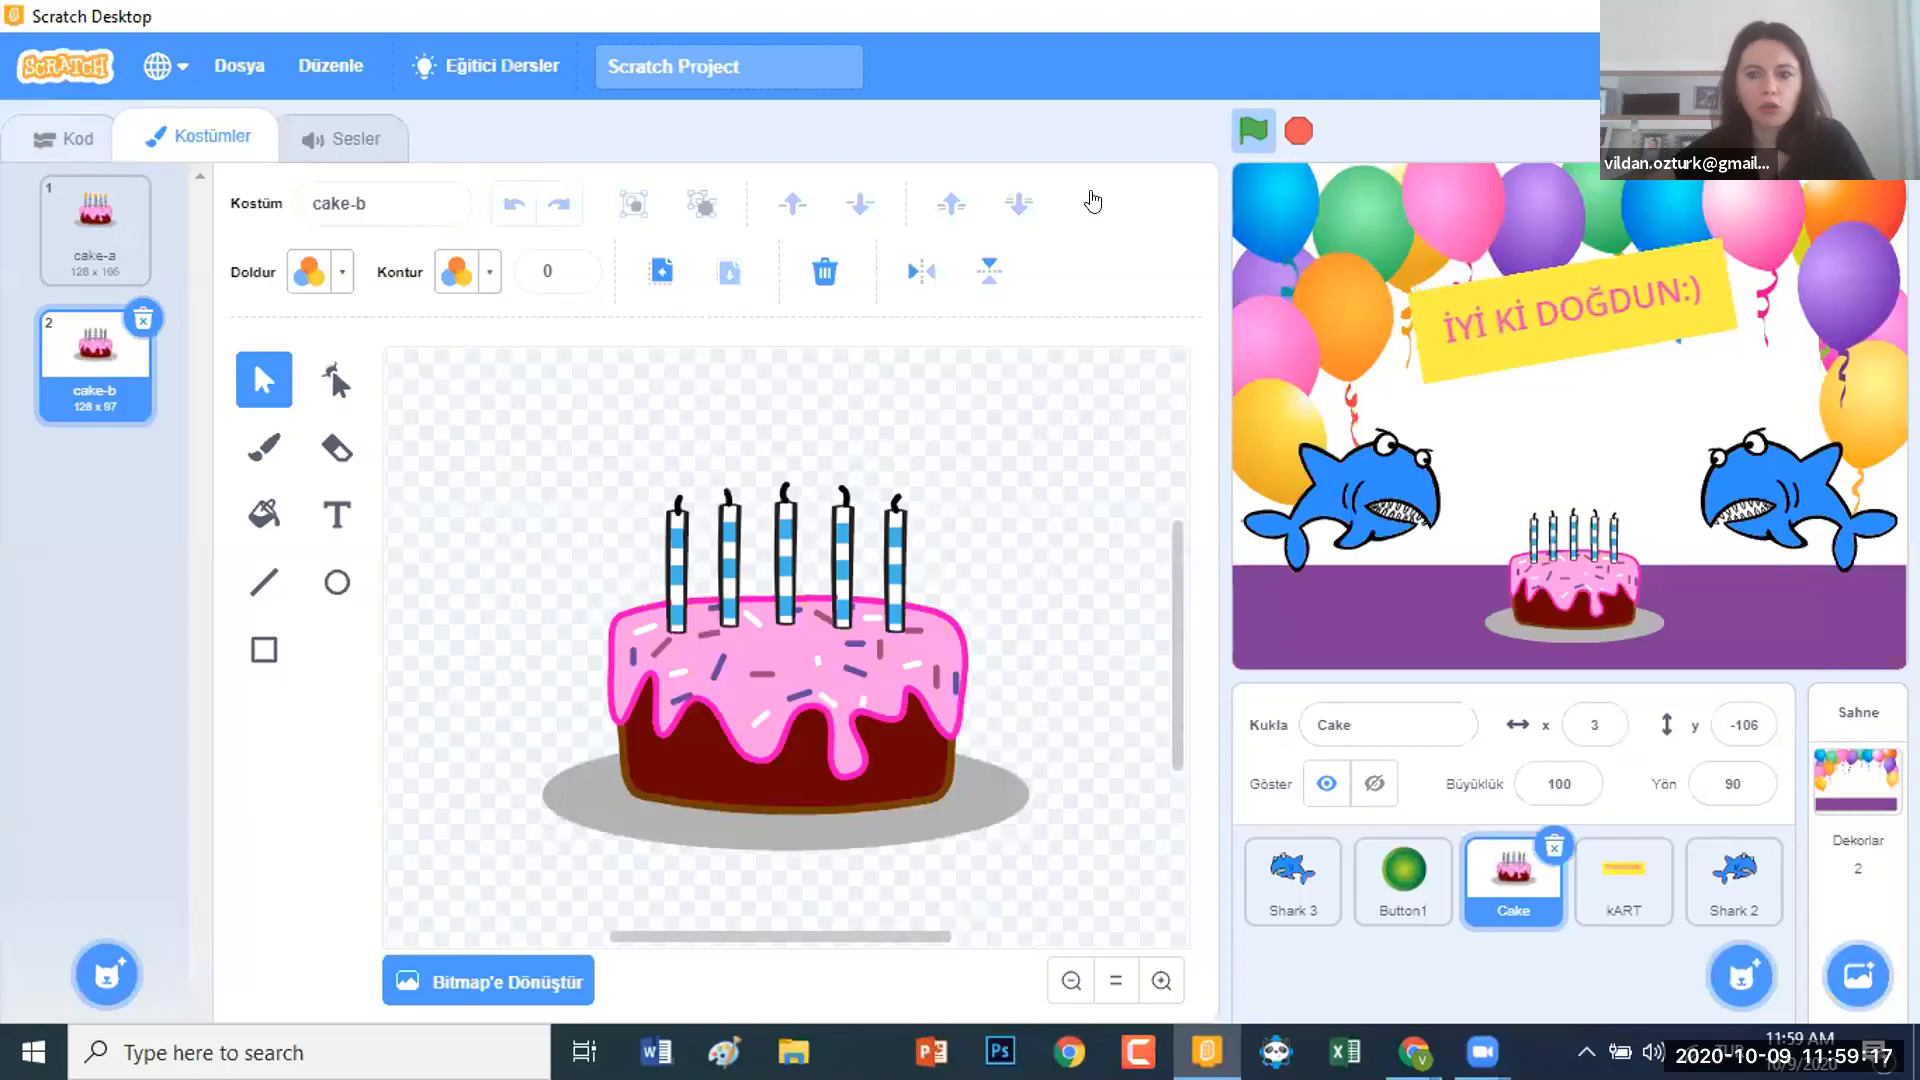 Scratch Desktop
SCRATCH
Dosya
Düzenle
Eğitici Dersler
Scratch Project
vildan.ozturk@gmail...
Kod
Kostümler
Sesler
1
cake-a
128 x 106
2
cake-b
128 x 97
Kostüm
cake-b
Doldur
Kontur
0
İYİ Kİ DOĞDUN:)
Bitmap'e Dönüştür
Kukla
Cake
x
3
y
-106
Göster
Büyüklük
100
Yön
90
Shark 3
Button1
Cake
kART
Shark 2
Sahne
Dekorlar
2
Type here to search
11:59 AM
2020-10-09 11:59:17